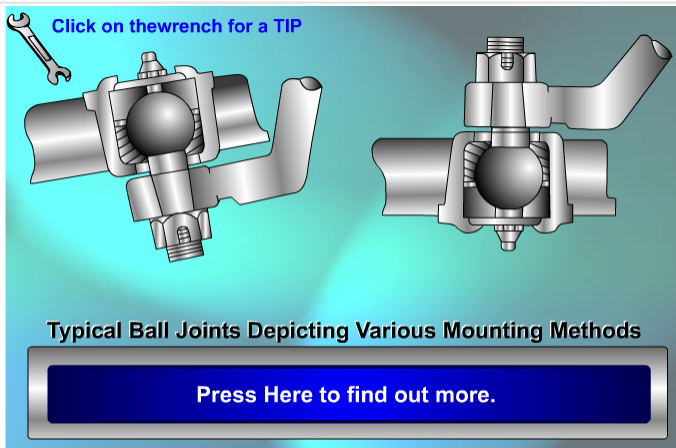 Click on thewrench for a TIP
Typical Ball Joints Depicting Various Mounting Methods
Press Here to find out more.